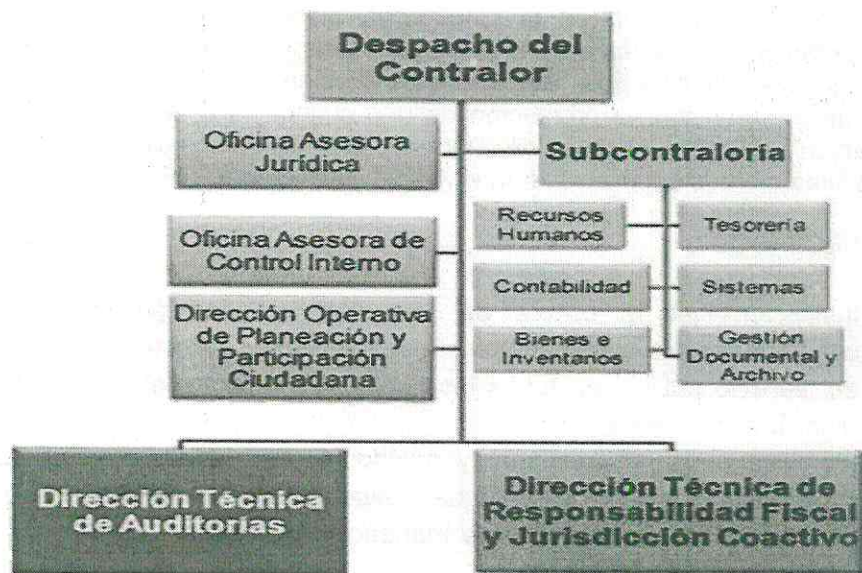 Despacho del
Contralor
Oficina Asesora
Jurídica
Subcontraloría
Recursos
Humanos
Tesorería
Oficina Asesora de
Control Interno
Contabilidad
Sistemas
Dirección Operativa
de Planeación y
Participación
Ciudadana
Bienes e
Inventarios
Gestión
Documental y
Archivo
Dirección Técnica
de Auditorías
Dirección Técnica de
Responsabilidad Fiscal
y Jurisdicción Coactivo